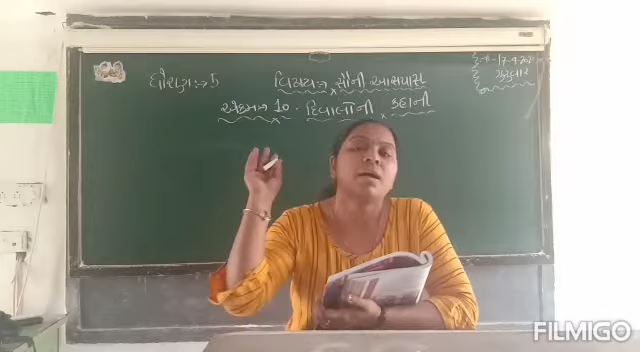 ધોરણ:→ 5
વિષય:→ સૌની આસપાસ
એકમ:→ 10. દિવાલોની કહાની
ગુરુવાર
FILMIGO